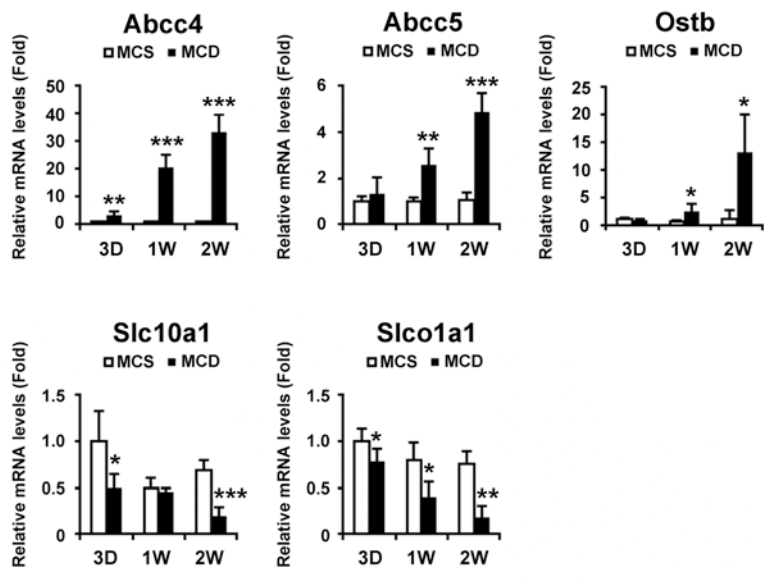 Abcc4
□MCS ■MCD
Relative mRNA levels (Fold)
50
40
30
20
10
0
**
***
***
3D 1W 2W
Abcc5
□MCS ■MCD
Relative mRNA levels (Fold)
6
4
2
0
**
***
3D 1W 2W
Ostb
□MCS ■MCD
Relative mRNA levels (Fold)
25
20
15
10
5
0
*
*
3D 1W 2W
Slc10a1
□MCS ■MCD
Relative mRNA levels (Fold)
1.5
1.0
0.5
0
*
***
3D 1W 2W
Slco1a1
□MCS ■MCD
Relative mRNA levels (Fold)
1.5
1.0
0.5
0
*
*
**
3D 1W 2W